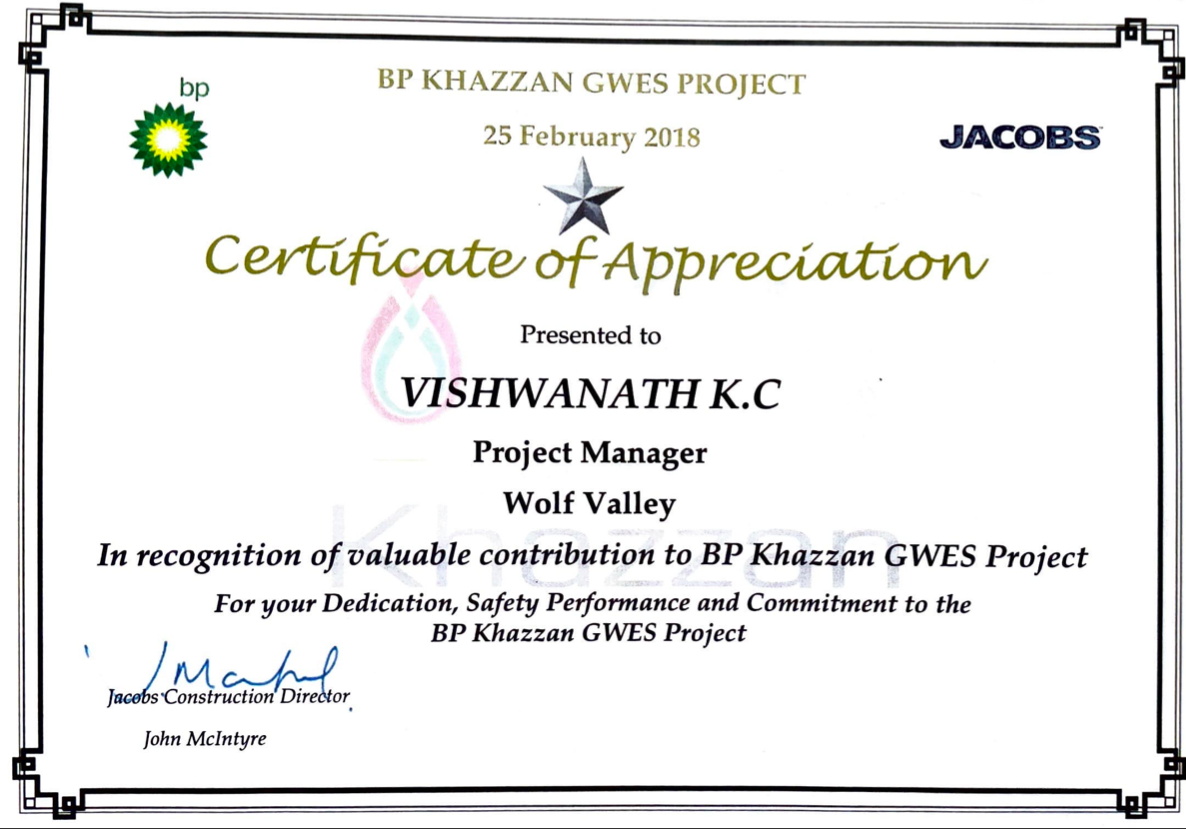 BP KHAZZAN GWES PROJECT
bp
25 February 2018
JACOBS
Certificate of Appreciation
Presented to
VISHWANATH K.C
Project Manager
Wolf Valley
Khazzan
In recognition of valuable contribution to BP Khazzan GWES Project
For your Dedication, Safety Performance and Commitment to the
BP Khazzan GWES Project
Jacobs Construction Director
John McIntyre